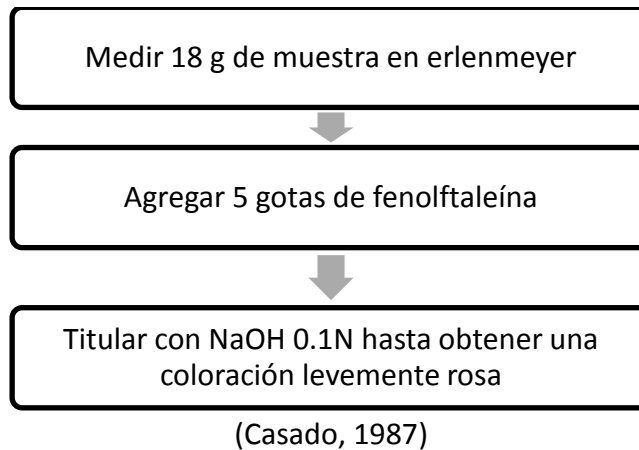 Medir 18 g de muestra en erlenmeyer
Agregar 5 gotas de fenolftaleína
Titular con NaOH 0.1N hasta obtener una
coloración levemente rosa
(Casado, 1987)